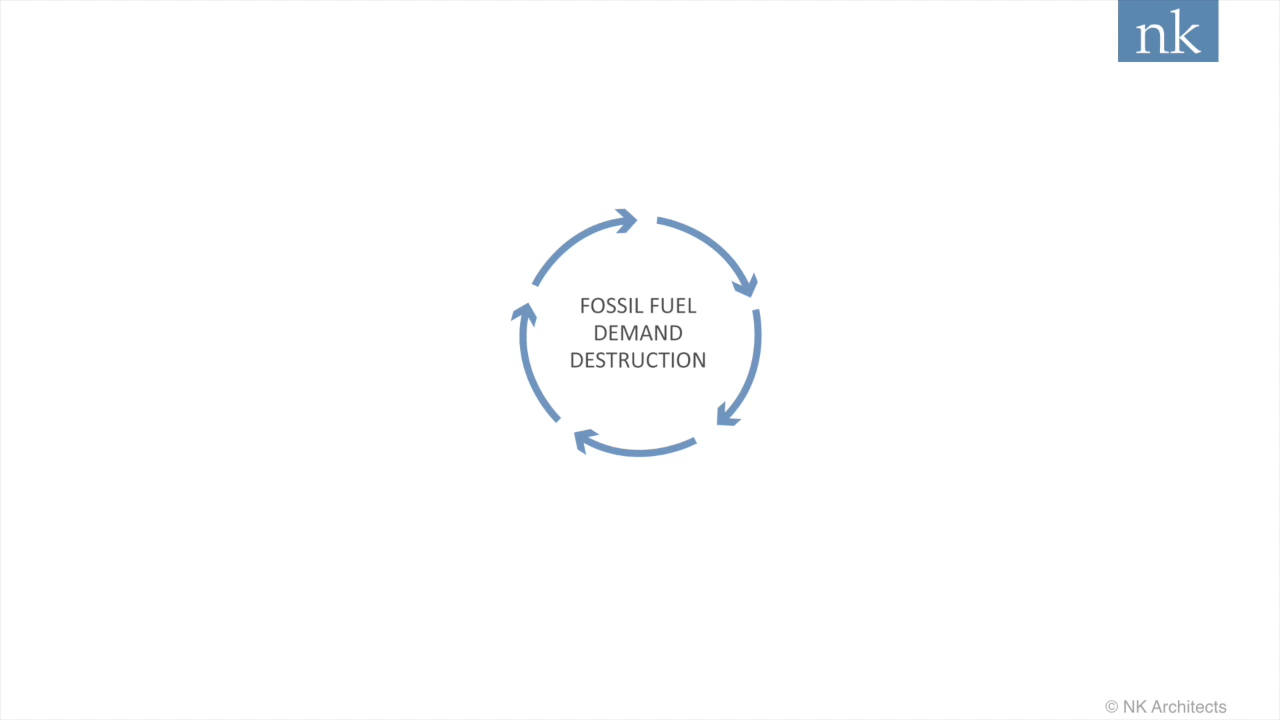 nk
FOSSIL FUEL
DEMAND
DESTRUCTION
© NK Architects